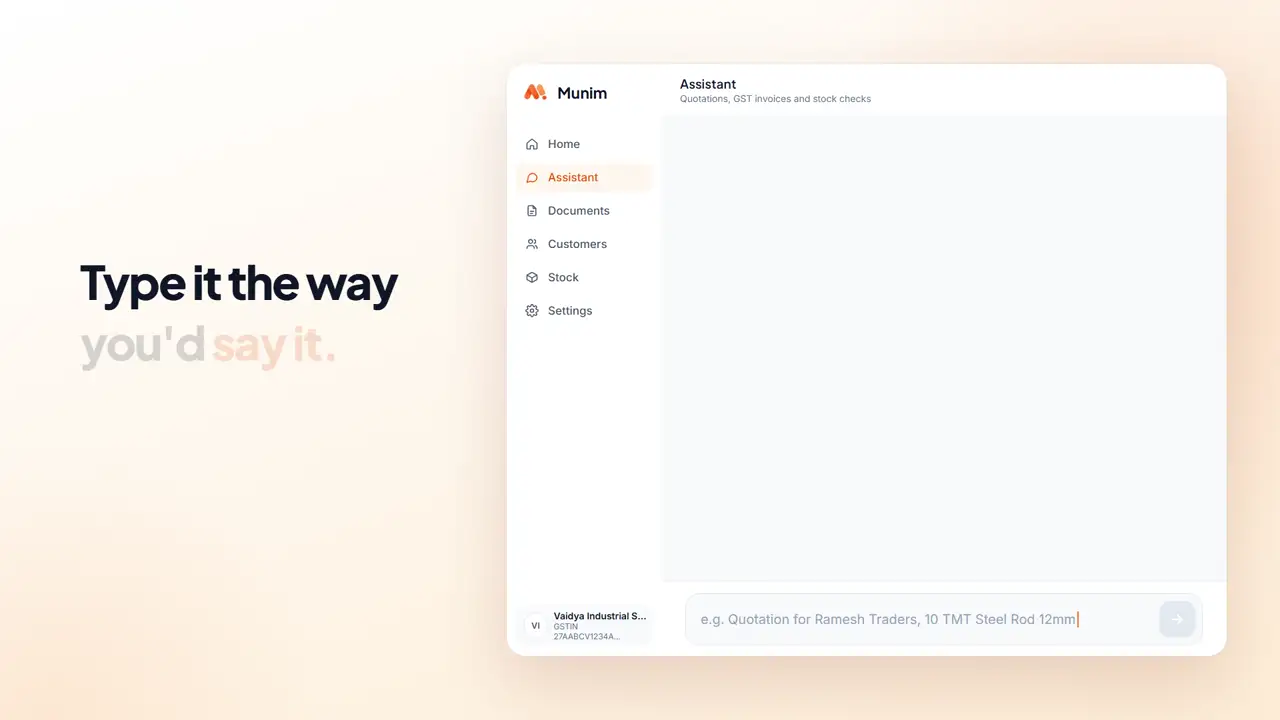 Type it the way
you'd say it.
Munim
Home
Assistant
Documents
Customers
Stock
Settings
Vaidya Industrial S...
GSTIN
27AABCV1234A...
VI
Assistant
Quotations, GST invoices and stock checks
e.g. Quotation for Ramesh Traders, 10 TMT Steel Rod 12mm